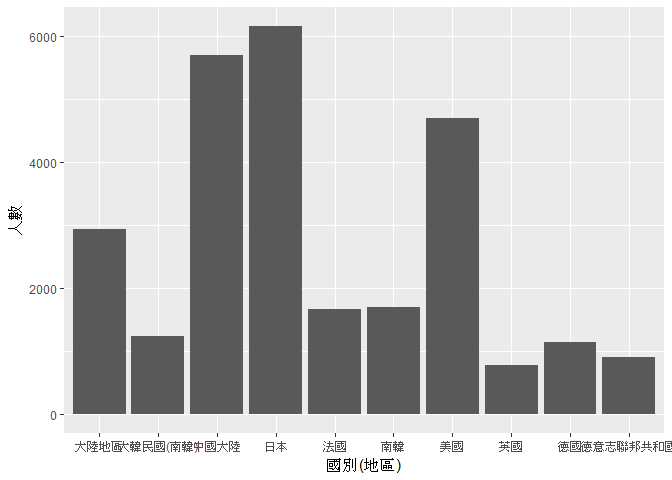 6000
4000
2000
0
人數
大陸地區 大韓民國(南韓) 中國大陸 日本 法國 南韓 美國 英國 德國 德意志聯邦共和國
國別(地區)